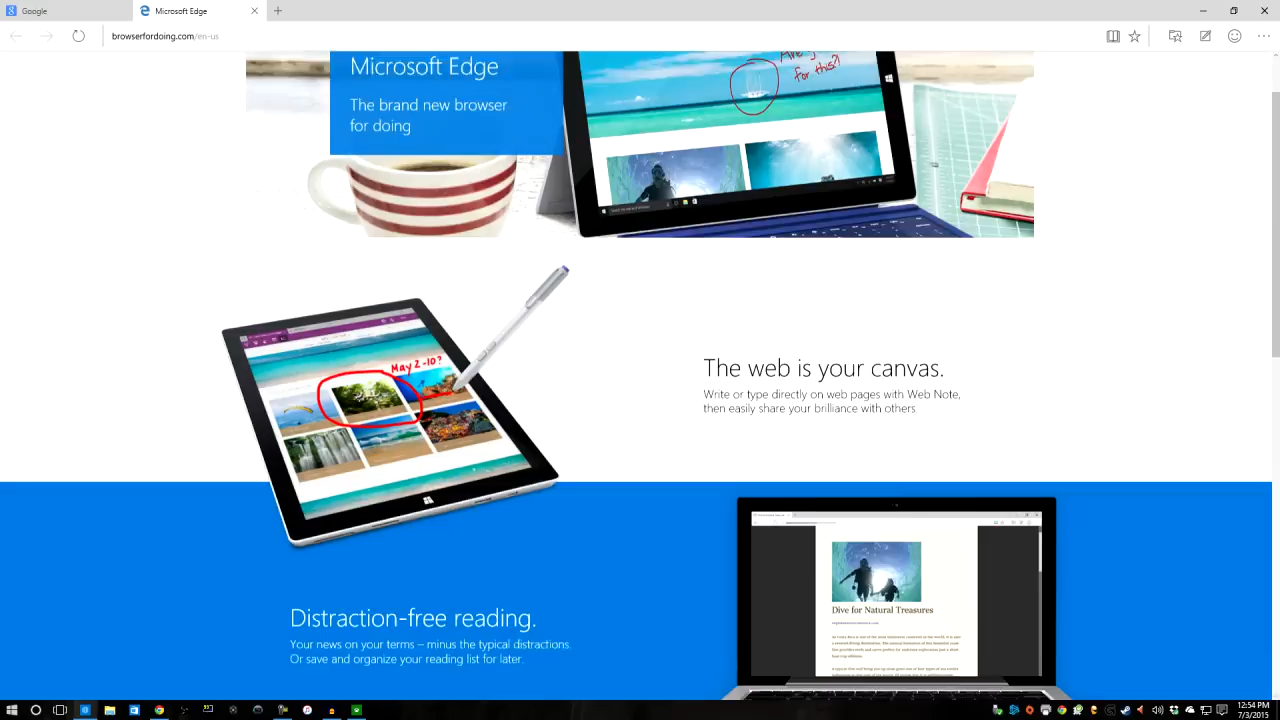 Google
Microsoft Edge
browserfordoing.com/en-us
Microsoft Edge
The brand new browser
for doing
for this?!
May 2-10?
The web is your canvas.
Write or type directly on web pages with Web Note,
then easily share your brilliance with others.
Distraction-free reading.
Your news on your terms – minus the typical distractions.
Or save and organize your reading list for later.
Dive for Natural Treasures
12:54 PM
7/3/2015